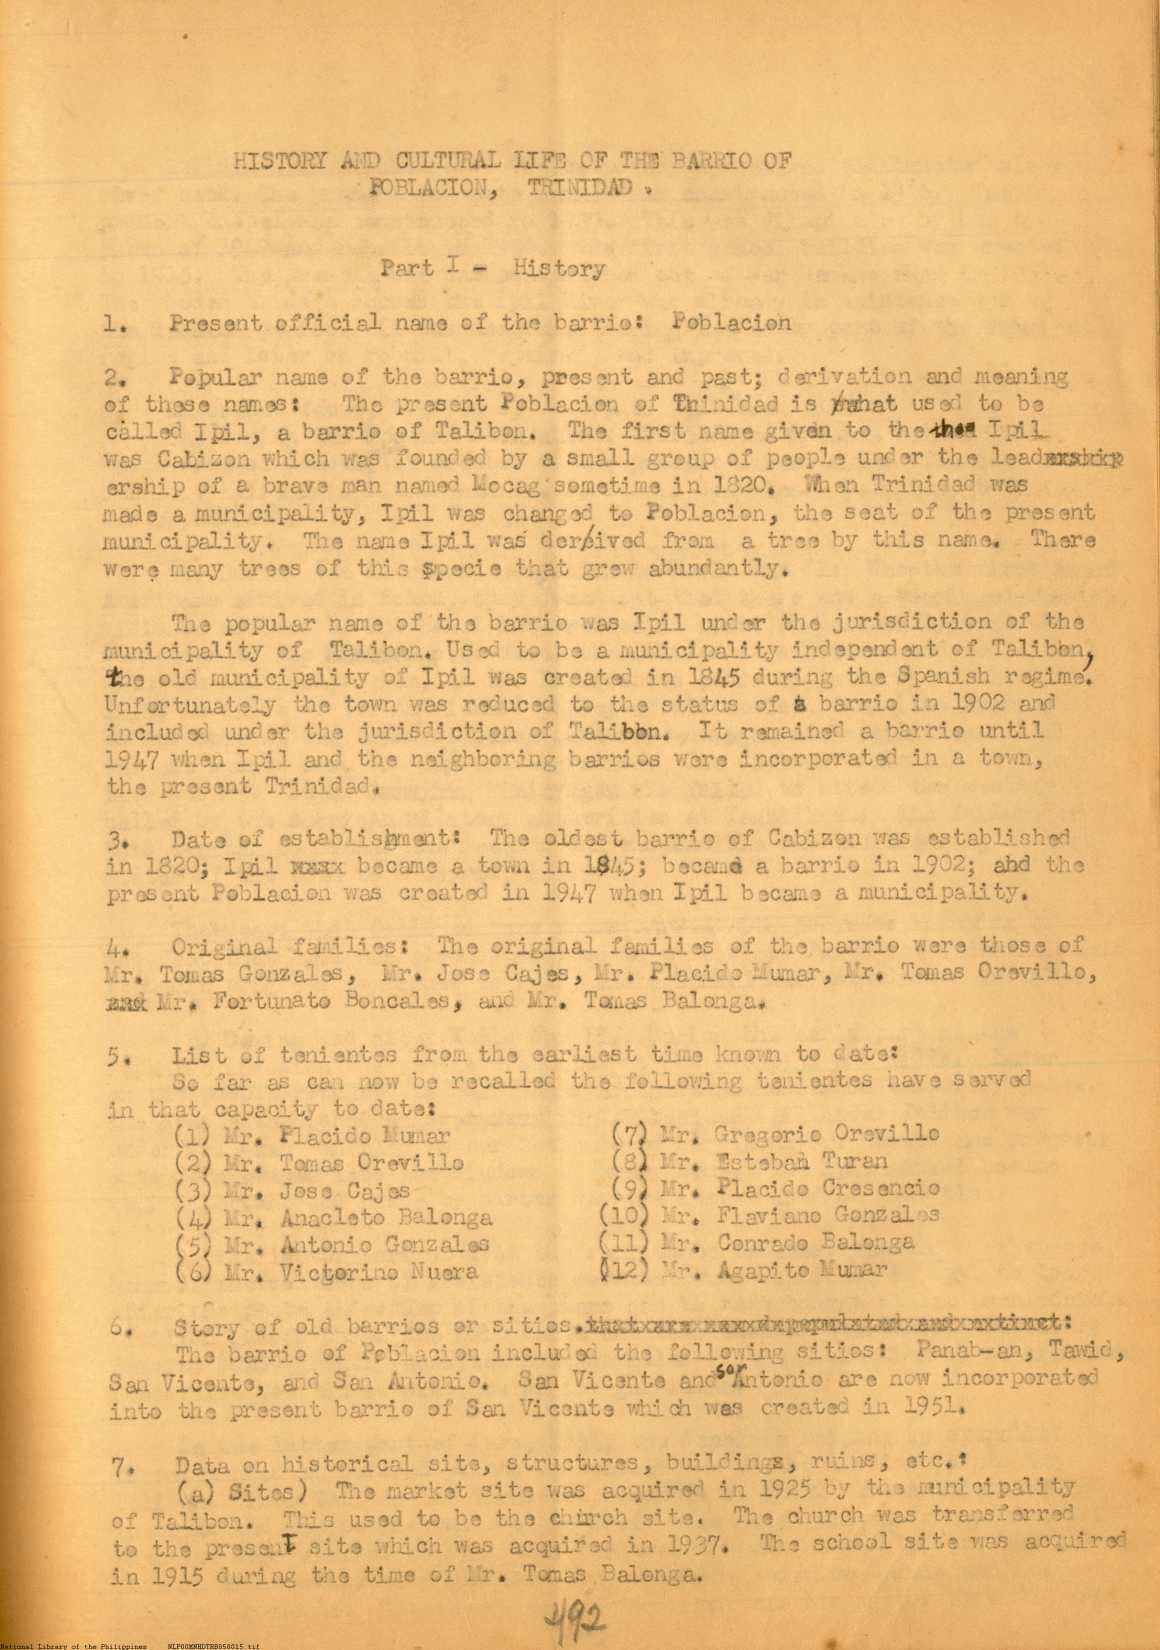 HISTORY AND CULTURAL LIFE OF THE BARRIO OF
POBLACION, TRINIDAD .
Part I - History
1. Present official name of the barrio: Poblacion
2. Popular name of the barrio, present and past; derivation and meaning
of these names: The present Poblacion of Trinidad is what used to be
called Ipil, a barrio of Talibon. The first name given to the Ipil
was Cabizon which was founded by a small group of people under the lead
ership of a brave man named Mocag sometime in 1820. When Trinidad was
made a municipality, Ipil was changed to Poblacion, the seat of the present
municipality. The name Ipil was derived from a tree by this name. There
were many trees of this specie that grew abundantly.
The popular name of the barrio was Ipil under the jurisdiction of the
municipality of Talibon. Used to be a municipality independent of Talibon,
the old municipality of Ipil was created in 1845 during the Spanish regime.
Unfortunately the town was reduced to the status of a barrio in 1902 and
included under the jurisdiction of Talibon. It remained a barrio until
1947 when Ipil and the neighboring barrios were incorporated in a town,
the present Trinidad.
3. Date of establishment: The oldest barrio of Cabizon was established
in 1820; Ipil xxxx became a town in 1845; became a barrio in 1902; and the
present Poblacion was created in 1947 when Ipil became a municipality.
4. Original families: The original families of the barrio were those of
Mr. Tomas Gonzales, Mr. Jose Cajes, Mr. Placido Mumar, Mr. Tomas Orevillo,
Mr. Fortunato Boncales, and Mr. Tomas Balonga.
5. List of tenientes from the earliest time known to date:
So far as can now be recalled the following tenientes have served
in that capacity to date:
(1) Mr. Placido Mumar
(2) Mr. Tomas Orevillo
(3) Mr. Jose Cajes
(4) Mr. Anacleto Balonga
(5) Mr. Antonio Gonzales
(6) Mr. Victorino Nuera
(7) Mr. Gregorio Orevillo
(8) Mr. Esteban Turan
(9) Mr. Placido Cresencio
(10) Mr. Flaviano Gonzales
(11) Mr. Conrado Balonga
(12) Mr. Agapito Mumar
6. Story of old barrios or sitios.
The barrio of Poblacion included the following sitios: Panab-an, Tawid,
San Vicente, and San Antonio. San Vicente and San Antonio are now incorporated
into the present barrio of San Vicente which was created in 1951.
7. Data on historical site, structures, buildings, ruins, etc.:
(a) Sites) The market site was acquired in 1925 by the municipality
of Talibon. This used to be the church site. The church was transferred
to the present site which was acquired in 1937. The school site was acquired
in 1915 during the time of Mr. Tomas Balonga.
492
National Library of the Philippines NLPOOMNHDTRB050015.tif